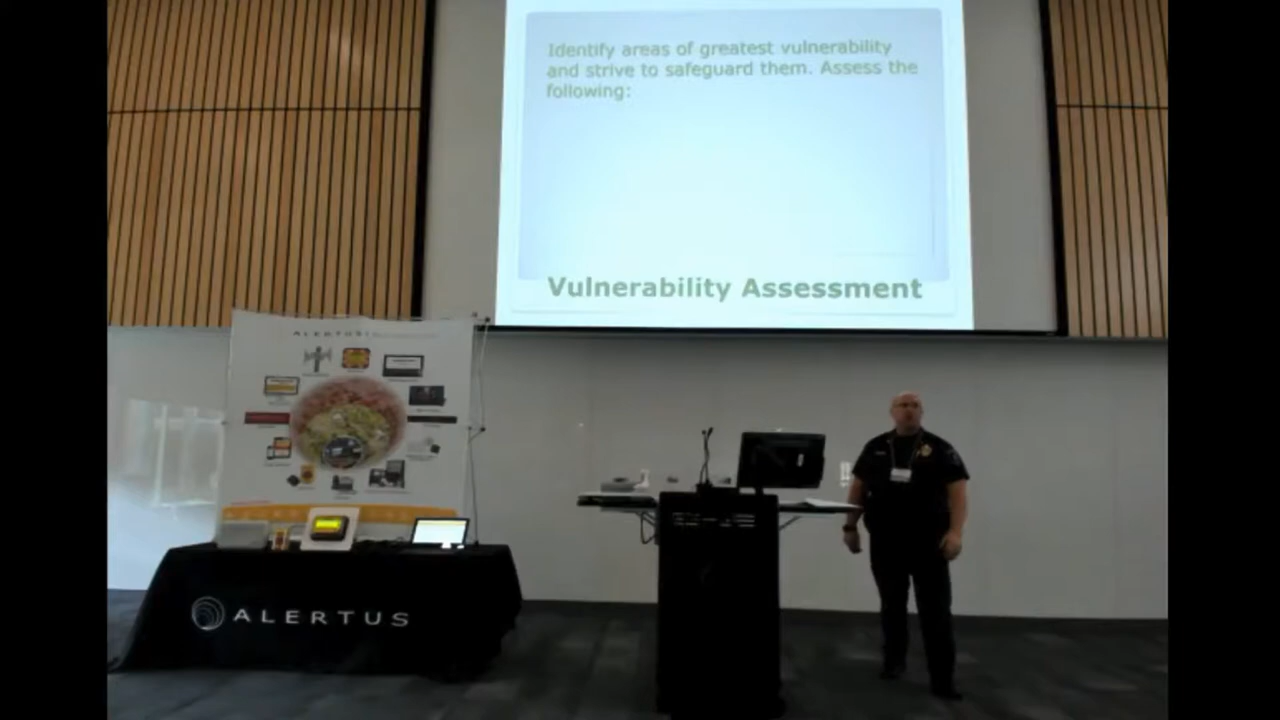 Identify areas of greatest vulnerability
and strive to safeguard them. Assess the
following:
Vulnerability Assessment
ALERTUS
ALERTUS